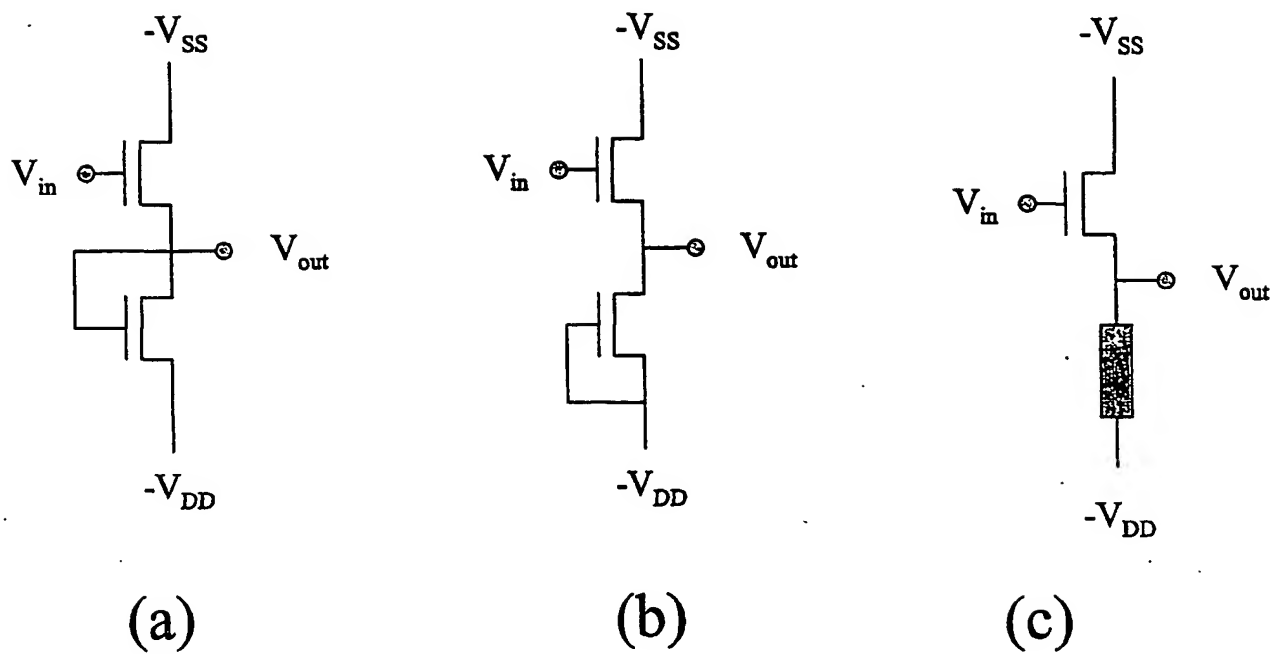 -V_SS
V_in
V_out
-V_DD
(a)
-V_SS
V_in
V_out
-V_DD
(b)
-V_SS
V_in
V_out
-V_DD
(c)